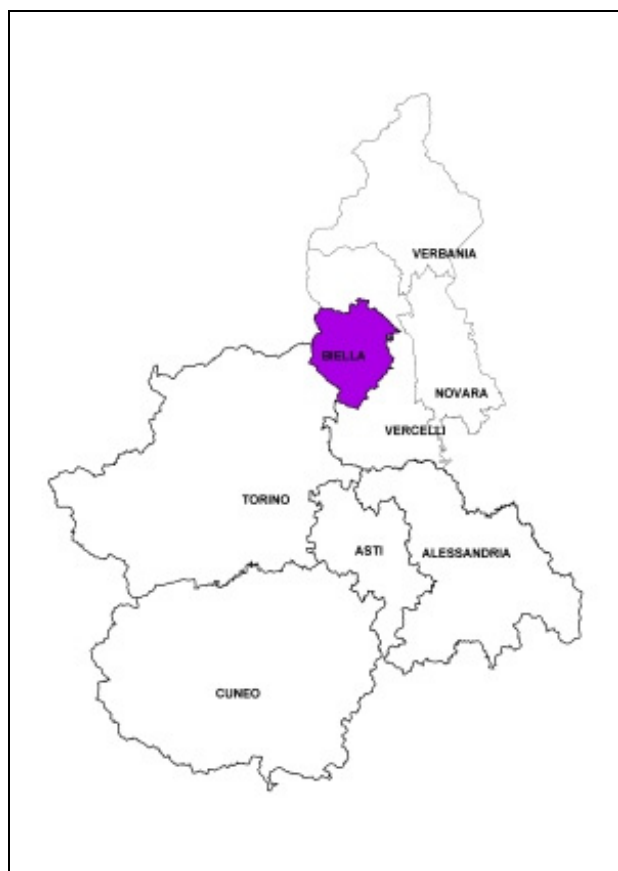 VERBANIA
BIELLA
NOVARA
VERCELLI
TORINO
ASTI
ALESSANDRIA
CUNEO